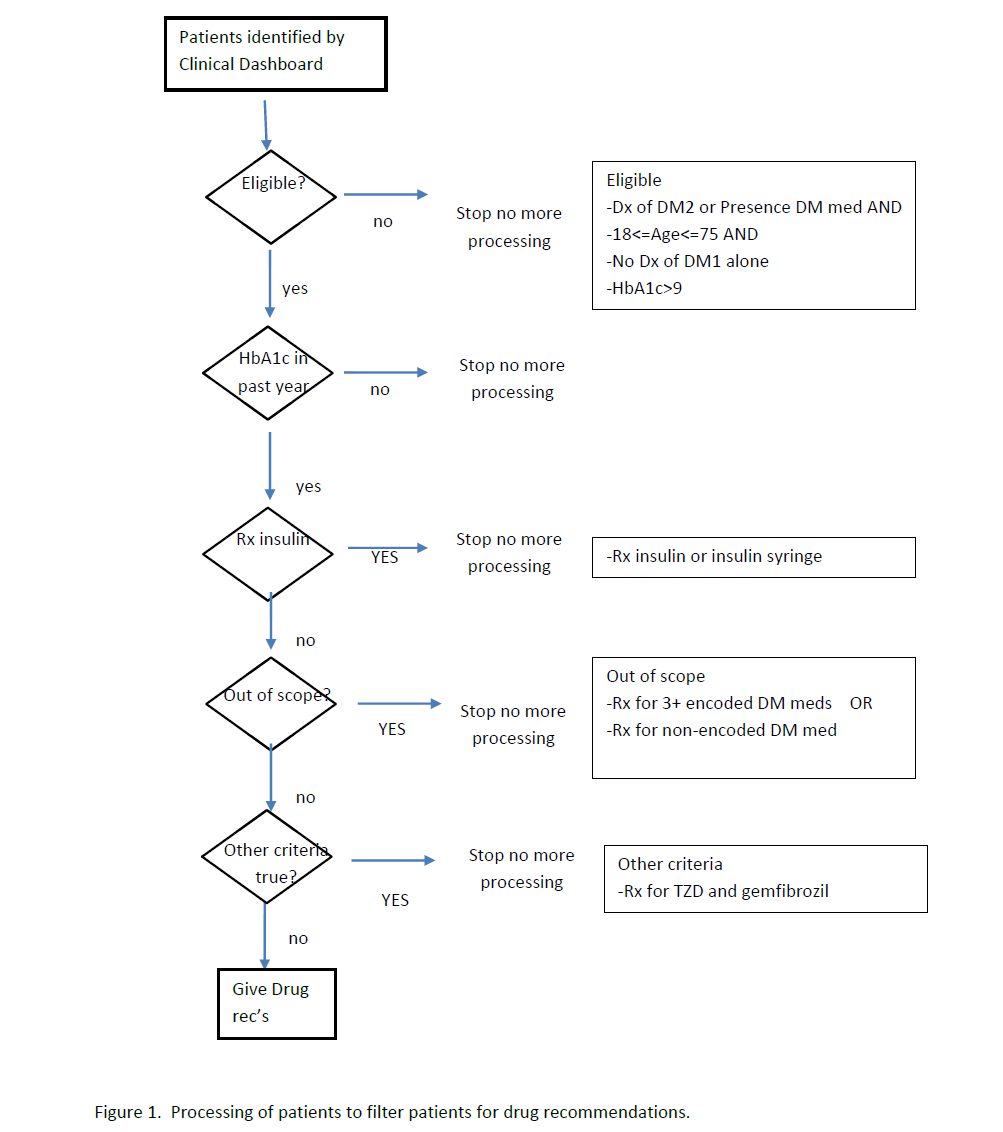 Patients identified by
Clinical Dashboard
Eligible?
no
Stop no more
processing
Eligible
-Dx of DM2 or Presence DM med AND
-18<=Age<=75 AND
-No Dx of DM1 alone
-HbA1c>9
yes
HbA1c in
past year
no
Stop no more
processing
yes
Rx insulin
YES
Stop no more
processing
-Rx insulin or insulin syringe
no
Out of scope?
YES
Stop no more
processing
Out of scope
-Rx for 3+ encoded DM meds OR
-Rx for non-encoded DM med
no
Other criteria
true?
YES
Stop no more
processing
Other criteria
-Rx for TZD and gemfibrozil
no
Give Drug
rec’s
Figure 1. Processing of patients to filter patients for drug recommendations.